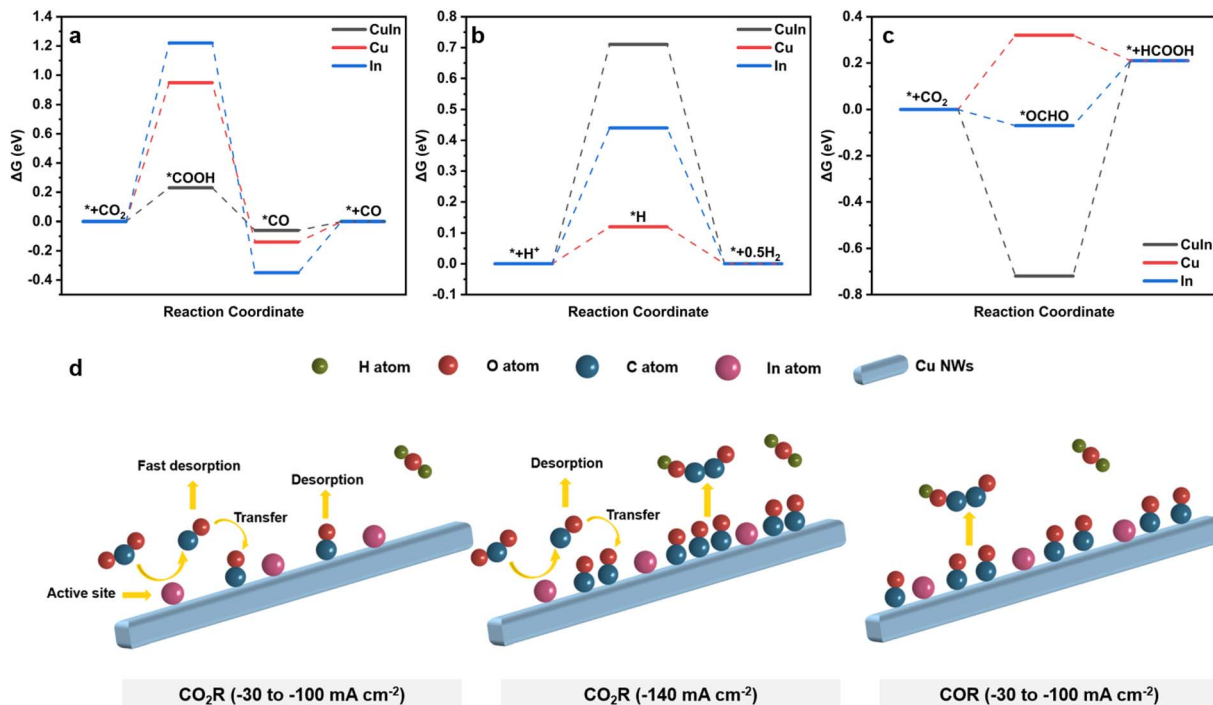 a
CuIn
Cu
In
1.2
1.0
0.8
0.6
0.4
0.2
0.0
-0.2
-0.4
ΔG (eV)
*+CO₂
*COOH
*CO
*+CO
Reaction Coordinate
b
CuIn
Cu
In
0.8
0.7
0.6
0.5
0.4
0.3
0.2
0.1
0.0
-0.1
ΔG (eV)
*+H⁺
*H
*+0.5H₂
Reaction Coordinate
c
0.4
0.2
0.0
-0.2
-0.4
-0.6
-0.8
ΔG (eV)
*+CO₂
*OCHO
*+HCOOH
CuIn
Cu
In
Reaction Coordinate
d
H atom
O atom
C atom
In atom
Cu NWs
Fast desorption
Desorption
Transfer
Active site
Desorption
Transfer
CO₂R (-30 to -100 mA cm⁻²)
CO₂R (-140 mA cm⁻²)
COR (-30 to -100 mA cm⁻²)